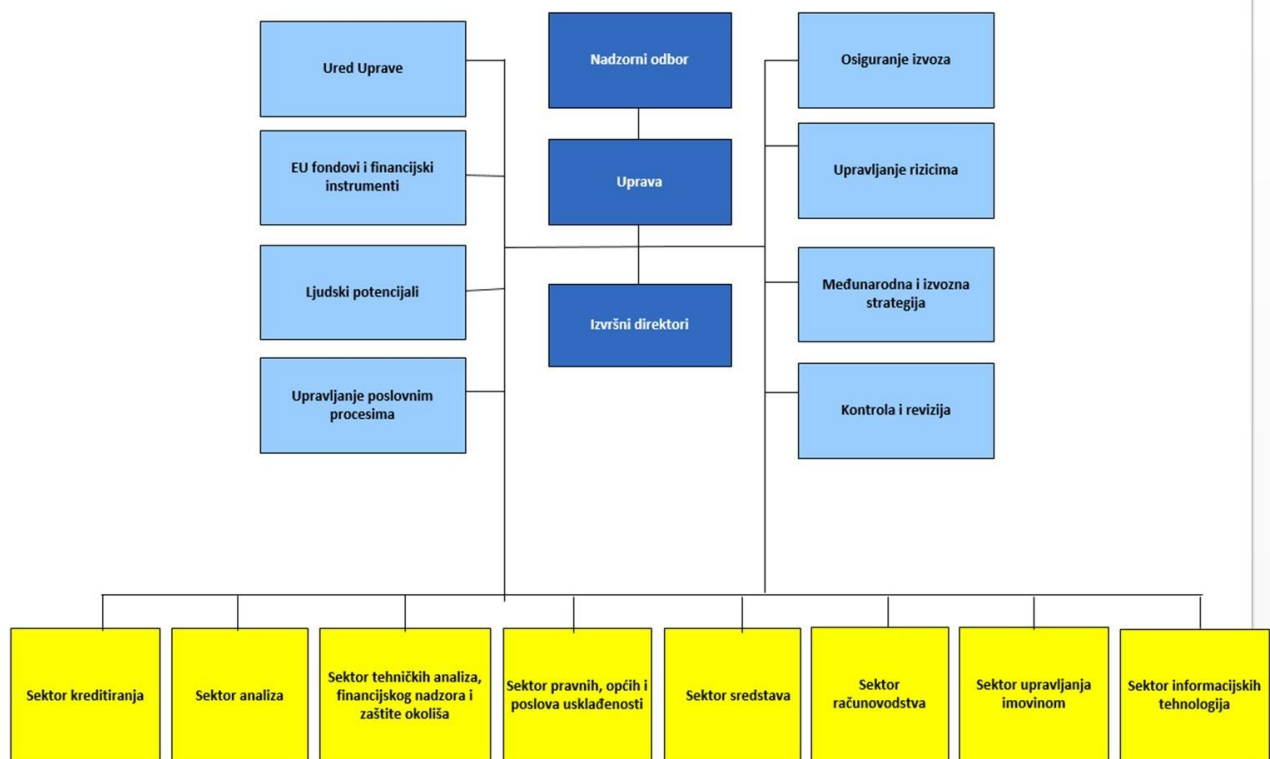 Ured Uprave
Nadzorni odbor
Osiguranje izvoza
EU fondovi i financijski
instrumenti
Uprava
Upravljanje rizicima
Ljudski potencijali
Izvršni direktori
Međunarodna i izvozna
strategija
Upravljanje poslovnim
procesima
Kontrola i revizija
Sektor kreditiranja
Sektor analiza
Sektor tehničkih analiza,
financijskog nadzora i
zaštite okoliša
Sektor pravnih, općih i
poslova usklađenosti
Sektor sredstava
Sektor
računovodstva
Sektor upravljanja
imovinom
Sektor informacijskih
tehnologija